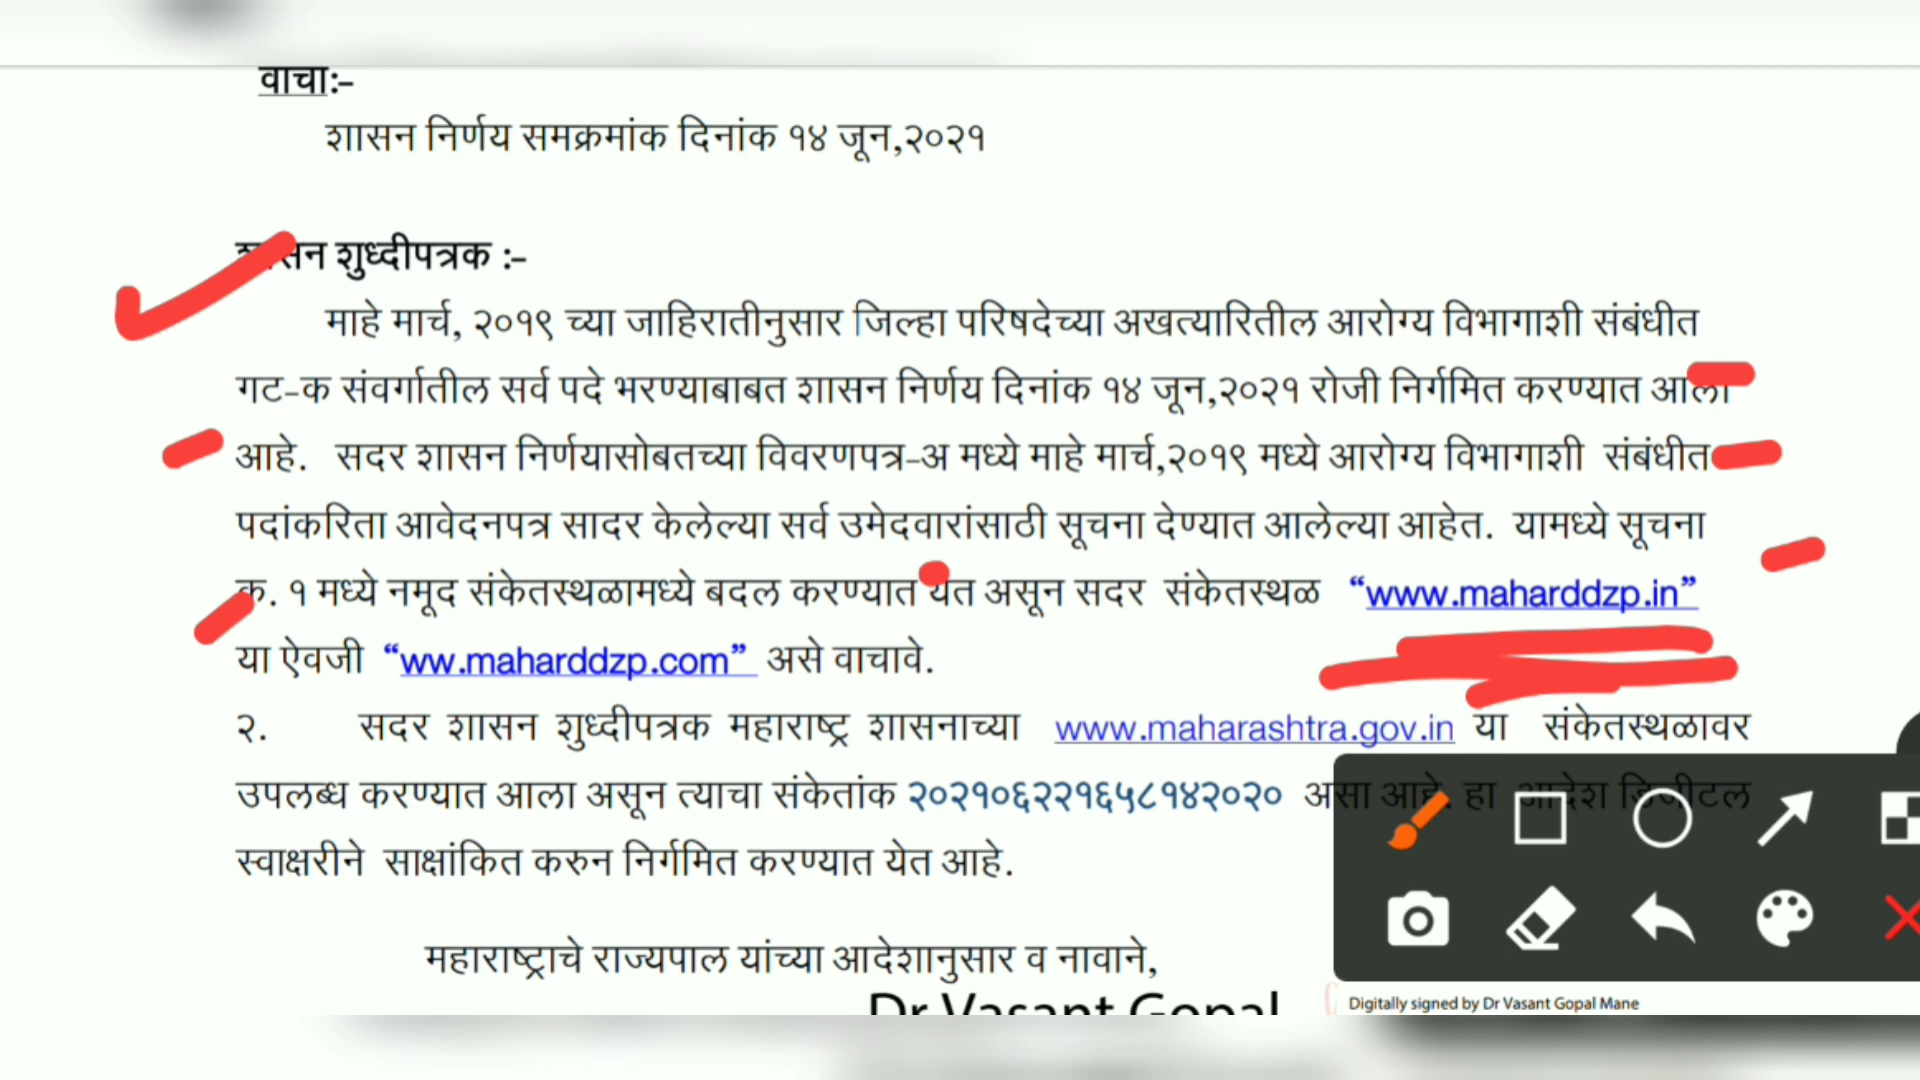 वाचा:-
शासन निर्णय समक्रमांक दिनांक १४ जून,२०२१
शासन शुध्दीपत्रक :-
माहे मार्च, २०१९ च्या जाहिरातीनुसार जिल्हा परिषदेच्या अखत्यारितील आरोग्य विभागाशी संबंधीत
गट-क संवर्गातील सर्व पदे भरण्याबाबत शासन निर्णय दिनांक १४ जून,२०२१ रोजी निर्गमित करण्यात आला
आहे. सदर शासन निर्णयासोबतच्या विवरणपत्र-अ मध्ये माहे मार्च,२०१९ मध्ये आरोग्य विभागाशी संबंधीत
पदांकरिता आवेदनपत्र सादर केलेल्या सर्व उमेदवारांसाठी सूचना देण्यात आलेल्या आहेत. यामध्ये सूचना
क. १ मध्ये नमूद संकेतस्थळामध्ये बदल करण्यात येत असून सदर संकेतस्थळ “www.maharddzp.in”
या ऐवजी “ww.maharddzp.com” असे वाचावे.
२. सदर शासन शुध्दीपत्रक महाराष्ट्र शासनाच्या www.maharashtra.gov.in या संकेतस्थळावर
उपलब्ध करण्यात आला असून त्याचा संकेतांक २०२१०६२२१६५८१४२०२० असा आहे. हा आदेश डिजीटल
स्वाक्षरीने साक्षांकित करुन निर्गमित करण्यात येत आहे.
महाराष्ट्राचे राज्यपाल यांच्या आदेशानुसार व नावाने,
Dr Vasant Gopal
Digitally signed by Dr Vasant Gopal Mane